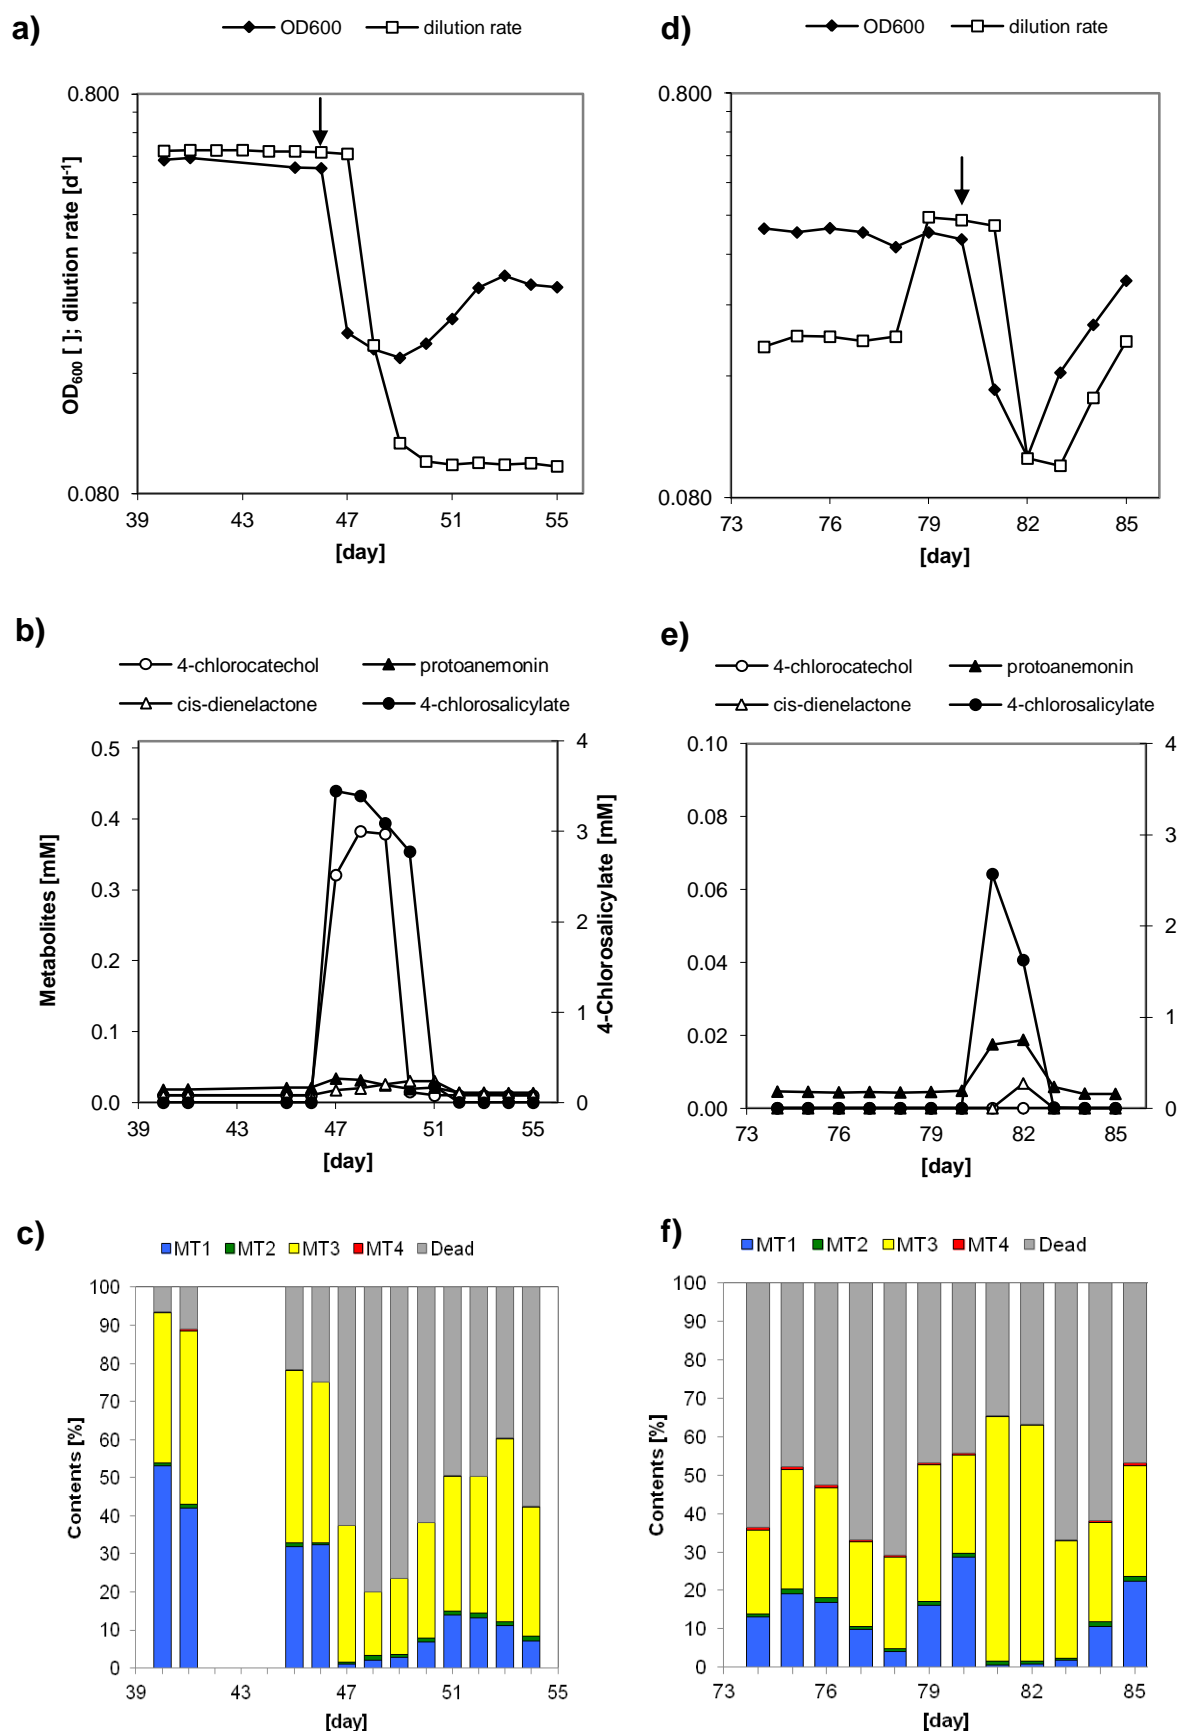 a)
OD600 dilution rate
0.800
0.080
OD600 [ ]; dilution rate [d-1]
39 43 47 51 55
[day]
d)
OD600 dilution rate
0.800
0.080
73 76 79 82 85
[day]
b)
4-chlorocatechol protoanemonin
cis-dienelactone 4-chlorosalicylate
0.5
0.4
0.3
0.2
0.1
0.0
Metabolites [mM]
4
3
2
1
0
4-Chlorosalicylate [mM]
39 43 47 51 55
[day]
e)
4-chlorocatechol protoanemonin
cis-dienelactone 4-chlorosalicylate
0.10
0.08
0.06
0.04
0.02
0.00
4
3
2
1
0
73 76 79 82 85
[day]
c)
MT1 MT2 MT3 MT4 Dead
100
90
80
70
60
50
40
30
20
10
0
Contents [%]
39 43 47 51 55
[day]
f)
MT1 MT2 MT3 MT4 Dead
100
90
80
70
60
50
40
30
20
10
0
Contents [%]
73 76 79 82 85
[day]